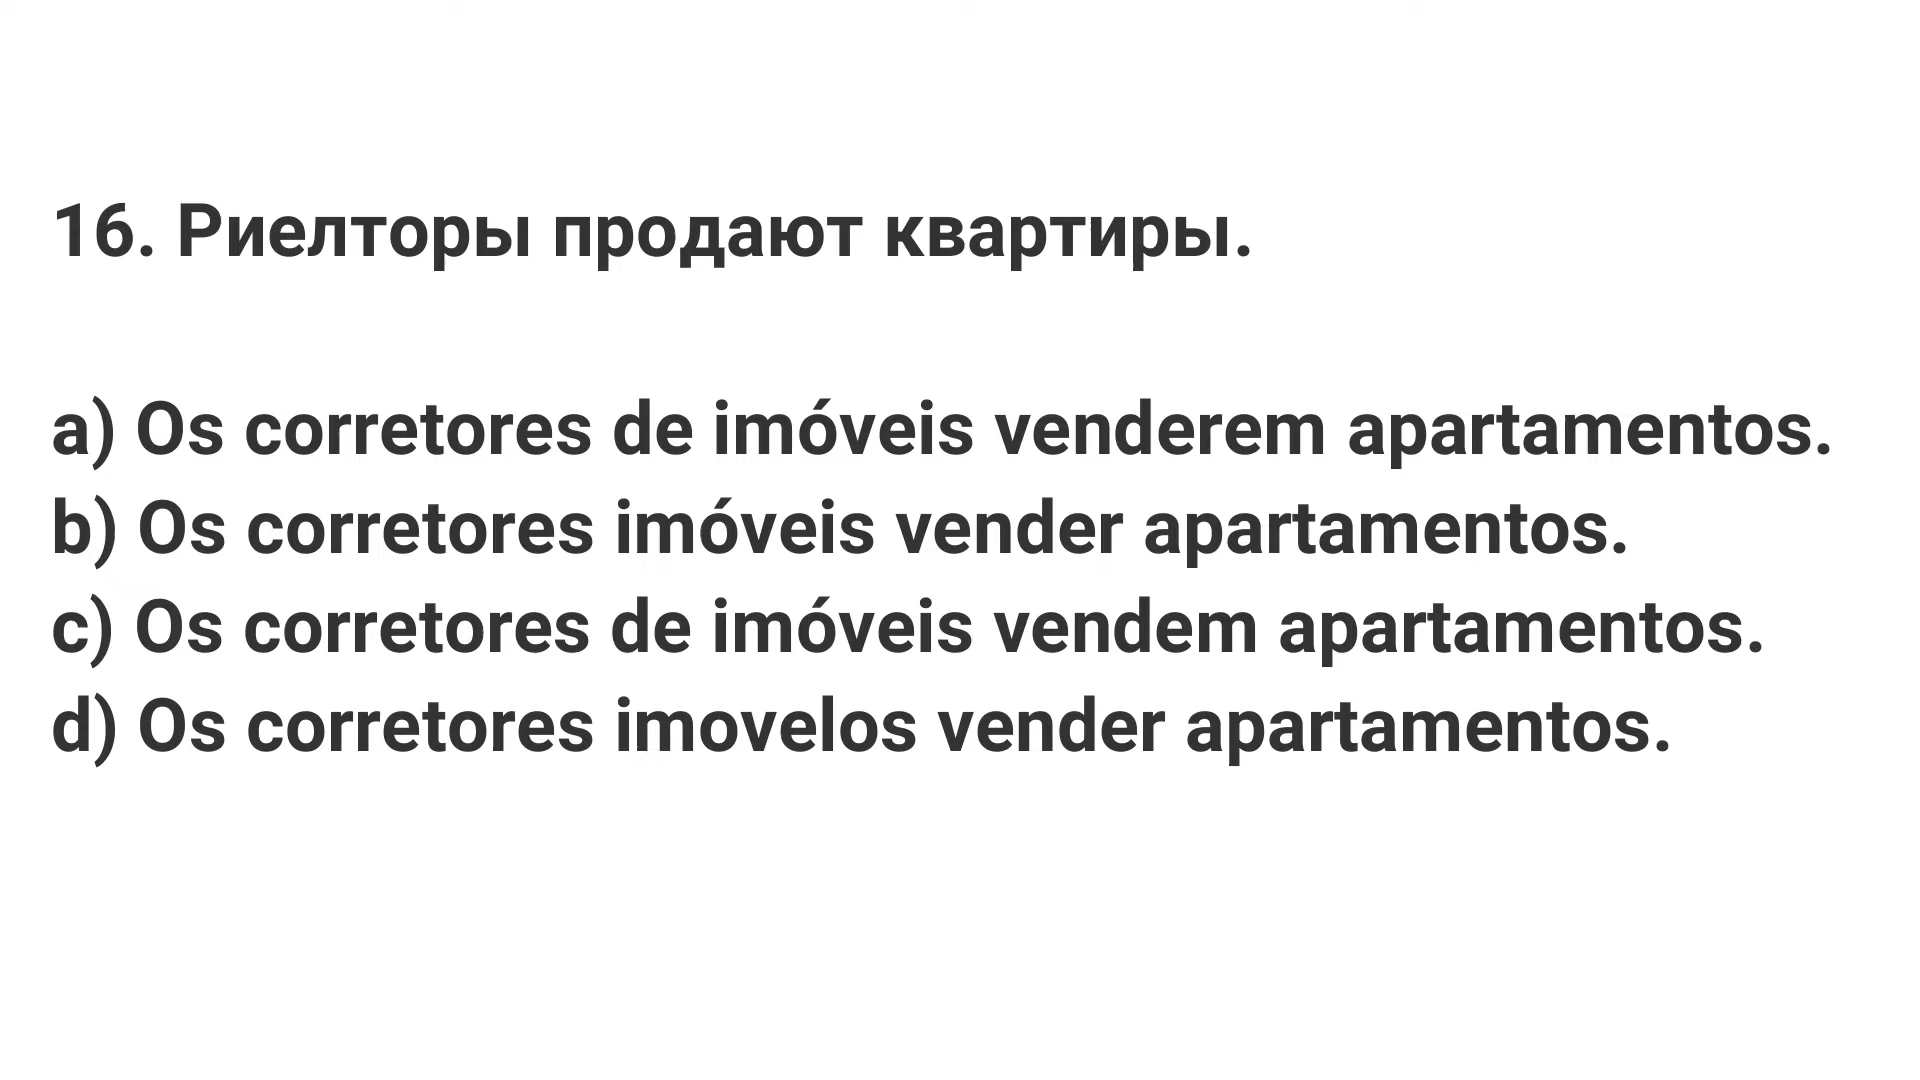 16. Риелторы продают квартиры.
a) Os corretores de imóveis venderem apartamentos.
b) Os corretores imóveis vender apartamentos.
c) Os corretores de imóveis vendem apartamentos.
d) Os corretores imovelos vender apartamentos.